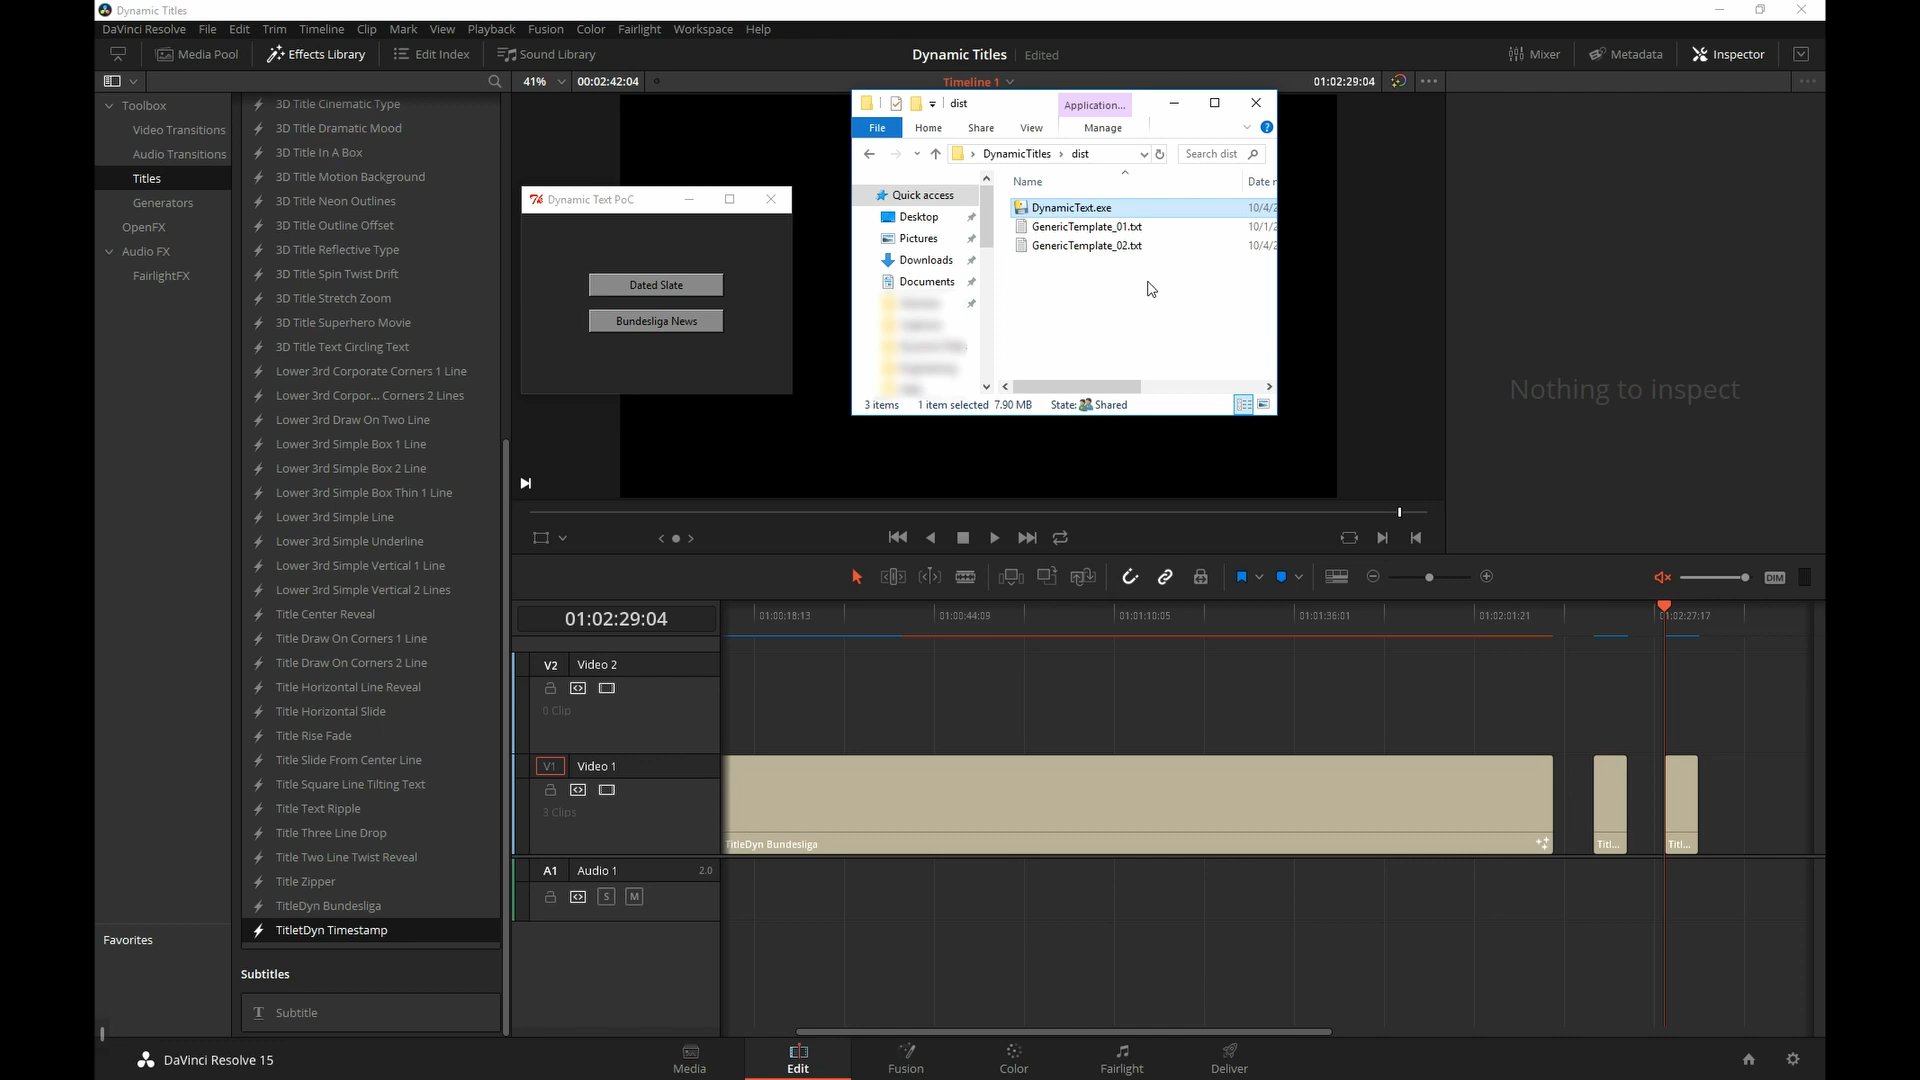 Dynamic Titles
DaVinci Resolve File Edit Trim Timeline Clip Mark View Playback Fusion Color Fairlight Workspace Help
Media Pool Effects Library Edit Index Sound Library Dynamic Titles Edited Mixer Metadata Inspector
41% 00:02:42:04 Timeline 1 01:02:29:04
Toolbox
Video Transitions
Audio Transitions
Titles
Generators
OpenFX
Audio FX
FairlightFX
Favorites
3D Title Cinematic Type
3D Title Dramatic Mood
3D Title In A Box
3D Title Motion Background
3D Title Neon Outlines
3D Title Outline Offset
3D Title Reflective Type
3D Title Spin Twist Drift
3D Title Stretch Zoom
3D Title Superhero Movie
3D Title Text Circling Text
Lower 3rd Corporate Corners 1 Line
Lower 3rd Corpor... Corners 2 Lines
Lower 3rd Draw On Two Line
Lower 3rd Simple Box 1 Line
Lower 3rd Simple Box 2 Line
Lower 3rd Simple Box Thin 1 Line
Lower 3rd Simple Line
Lower 3rd Simple Underline
Lower 3rd Simple Vertical 1 Line
Lower 3rd Simple Vertical 2 Lines
Title Center Reveal
Title Draw On Corners 1 Line
Title Draw On Corners 2 Line
Title Horizontal Line Reveal
Title Horizontal Slide
Title Rise Fade
Title Slide From Center Line
Title Square Line Tilting Text
Title Text Ripple
Title Three Line Drop
Title Two Line Twist Reveal
Title Zipper
TitleDyn Bundesliga
TitletDyn Timestamp
Subtitles
T Subtitle
Dynamic Text PoC
Dated Slate
Bundesliga News
dist Application...
File Home Share View Manage
DynamicTitles dist Search dist
Name Date
Quick access
Desktop
Pictures
Downloads
Documents
DynamicText.exe 10/4/2
GenericTemplate_01.txt 10/1/2
GenericTemplate_02.txt 10/4/2
3 items 1 item selected 7.90 MB State: Shared
Nothing to inspect
DIM
01:02:29:04 01:00:18:13 01:00:44:09 01:01:10:05 01:01:36:01 01:02:01:21 01:02:27:17
V2 Video 2
0 Clip
V1 Video 1
3 Clips
TitleDyn Bundesliga Titl... Titl...
A1 Audio 1 2.0
S M
DaVinci Resolve 15 Media Edit Fusion Color Fairlight Deliver